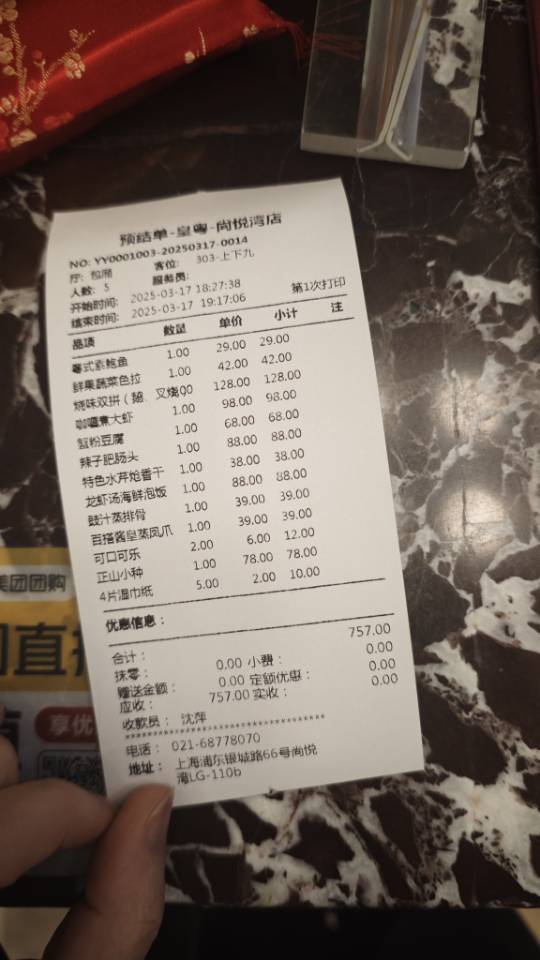 预结单-皇粤-尚悦湾店
NO: YY0001003-20250317-0014
厅: 包厢 客位: 303-上下九
人数: 5 服务员:
开始时间: 2025-03-17 18:27:38
结束时间: 2025-03-17 19:17:06 第1次打印
品项 数量 单价 小计 注
粤式素鲍鱼 1.00 29.00 29.00
鲜果蔬菜色拉 1.00 42.00 42.00
烧味双拼（ 、叉烧 1.00 128.00 128.00
咖喱煮大虾 1.00 98.00 98.00
蟹粉豆腐 1.00 68.00 68.00
辣子肥肠头 1.00 88.00 88.00
特色水芹炝香干 1.00 38.00 38.00
龙虾汤海鲜泡饭 1.00 88.00 88.00
豉汁蒸排骨 1.00 39.00 39.00
百搭酱皇蒸凤爪 1.00 39.00 39.00
可口可乐 2.00 6.00 12.00
正山小种 1.00 78.00 78.00
4片湿巾纸 5.00 2.00 10.00
优惠信息：
合计： 757.00
抹零： 0.00 小费： 0.00
赠送金额： 0.00 定额优惠： 0.00
应收： 757.00 实收： 0.00
收款员： 沈萍
电话： 021-68778070
地址： 上海浦东银城路66号尚悦
湾LG-110b
美团团购
享优